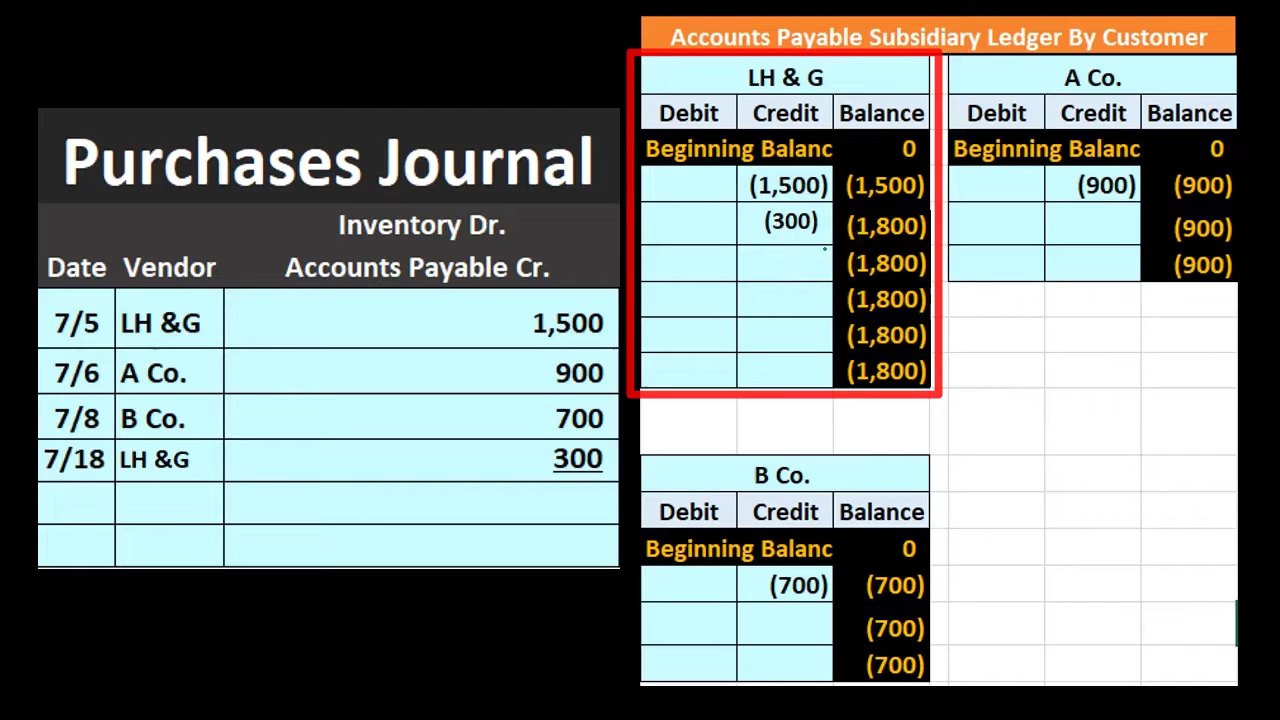 Purchases Journal
Inventory Dr.
Date Vendor Accounts Payable Cr.
7/5 LH &G 1,500
7/6 A Co. 900
7/8 B Co. 700
7/18 LH &G 300
Accounts Payable Subsidiary Ledger By Customer
LH & G
Debit Credit Balance
Beginning Balanc 0
(1,500) (1,500)
(300) (1,800)
(1,800)
(1,800)
(1,800)
(1,800)
A Co.
Debit Credit Balance
Beginning Balanc 0
(900) (900)
(900)
(900)
B Co.
Debit Credit Balance
Beginning Balanc 0
(700) (700)
(700)
(700)